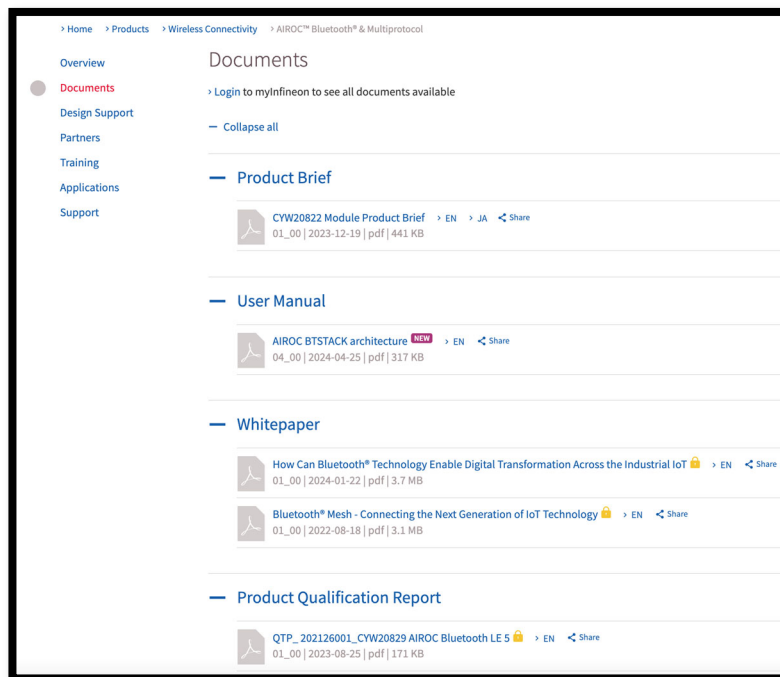 > Home > Products > Wireless Connectivity > AIROC™ Bluetooth® & Multiprotocol
Overview
Documents
Design Support
Partners
Training
Applications
Support
Documents
> Login to myInfineon to see all documents available
— Collapse all
— Product Brief
CYW20822 Module Product Brief > EN > JA Share
01_00 | 2023-12-19 | pdf | 441 KB
— User Manual
AIROC BTSTACK architecture NEW > EN Share
04_00 | 2024-04-25 | pdf | 317 KB
— Whitepaper
How Can Bluetooth® Technology Enable Digital Transformation Across the Industrial IoT > EN Share
01_00 | 2024-01-22 | pdf | 3.7 MB
Bluetooth® Mesh - Connecting the Next Generation of IoT Technology > EN Share
01_00 | 2022-08-18 | pdf | 3.1 MB
— Product Qualification Report
QTP_ 202126001_CYW20829 AIROC Bluetooth LE 5 > EN Share
01_00 | 2023-08-25 | pdf | 171 KB